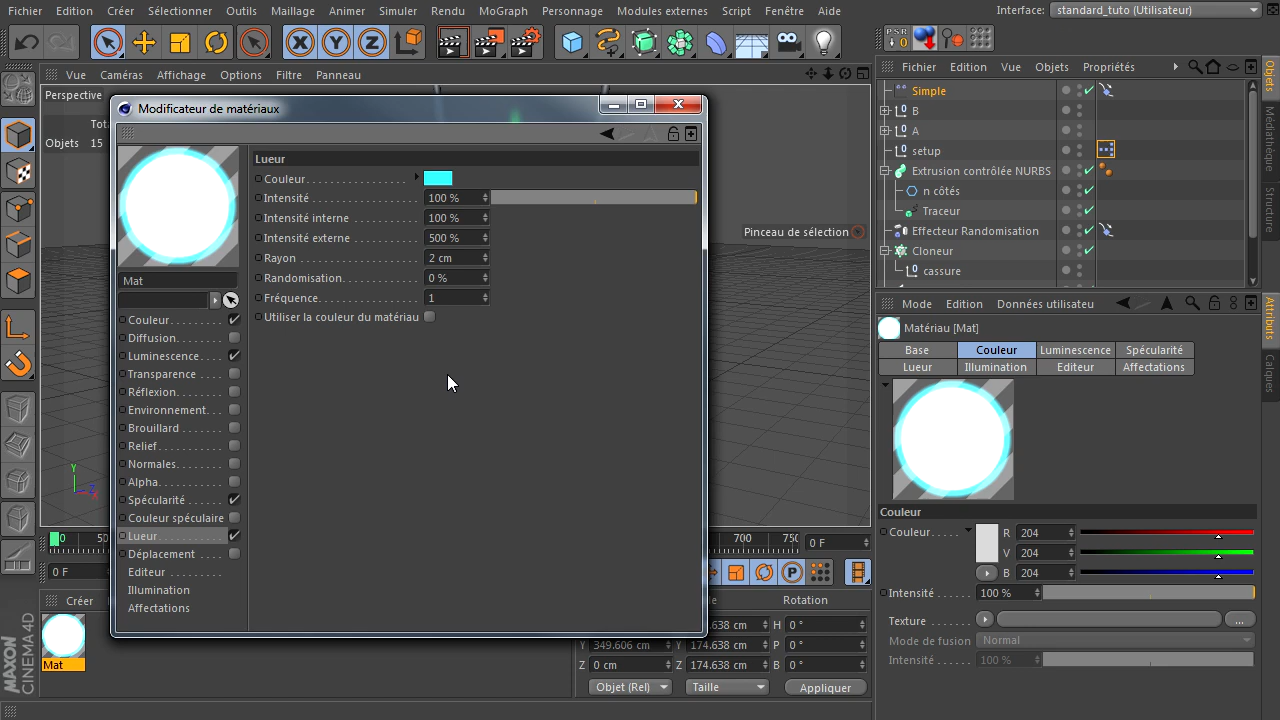 Fichier Edition Créer Sélectionner Outils Maillage Animer Simuler Rendu MoGraph Personnage Modules externes Script Fenêtre Aide
Interface: standard_tuto (Utilisateur)
PSR
0
Vue Caméras Affichage Options Filtre Panneau
Perspective
Objets 15
Pinceau de sélection
Modificateur de matériaux
Mat
Couleur
Diffusion
Luminescence
Transparence
Réflexion
Environnement
Brouillard
Relief
Normales
Alpha
Spécularité
Couleur spéculaire
Lueur
Déplacement
Editeur
Illumination
Affectations
Lueur
Couleur
Intensité 100 %
Intensité interne 100 %
Intensité externe 500 %
Rayon 2 cm
Randomisation 0 %
Fréquence 1
Utiliser la couleur du matériau
Y
Z
0 50 700 750 0 F
0 F
Créer
Mat
Rotation
.638 cm H 0 °
Y 349.606 cm Y 174.638 cm P 0 °
Z 0 cm Z 174.638 cm B 0 °
Objet (Rel) Taille Appliquer
MAXON
CINEMA 4D
Fichier Edition Vue Objets Propriétés
Simple
B
A
setup
Extrusion contrôlée NURBS
n côtés
Traceur
Effecteur Randomisation
Cloneur
cassure
Objets
Médiathèque
Structure
Mode Edition Données utilisateur
Matériau [Mat]
Base Couleur Luminescence Spécularité
Lueur Illumination Editeur Affectations
Couleur
Couleur R 204
V 204
B 204
Intensité 100 %
Texture ...
Mode de fusion Normal
Intensité 100 %
Attributs
Calques